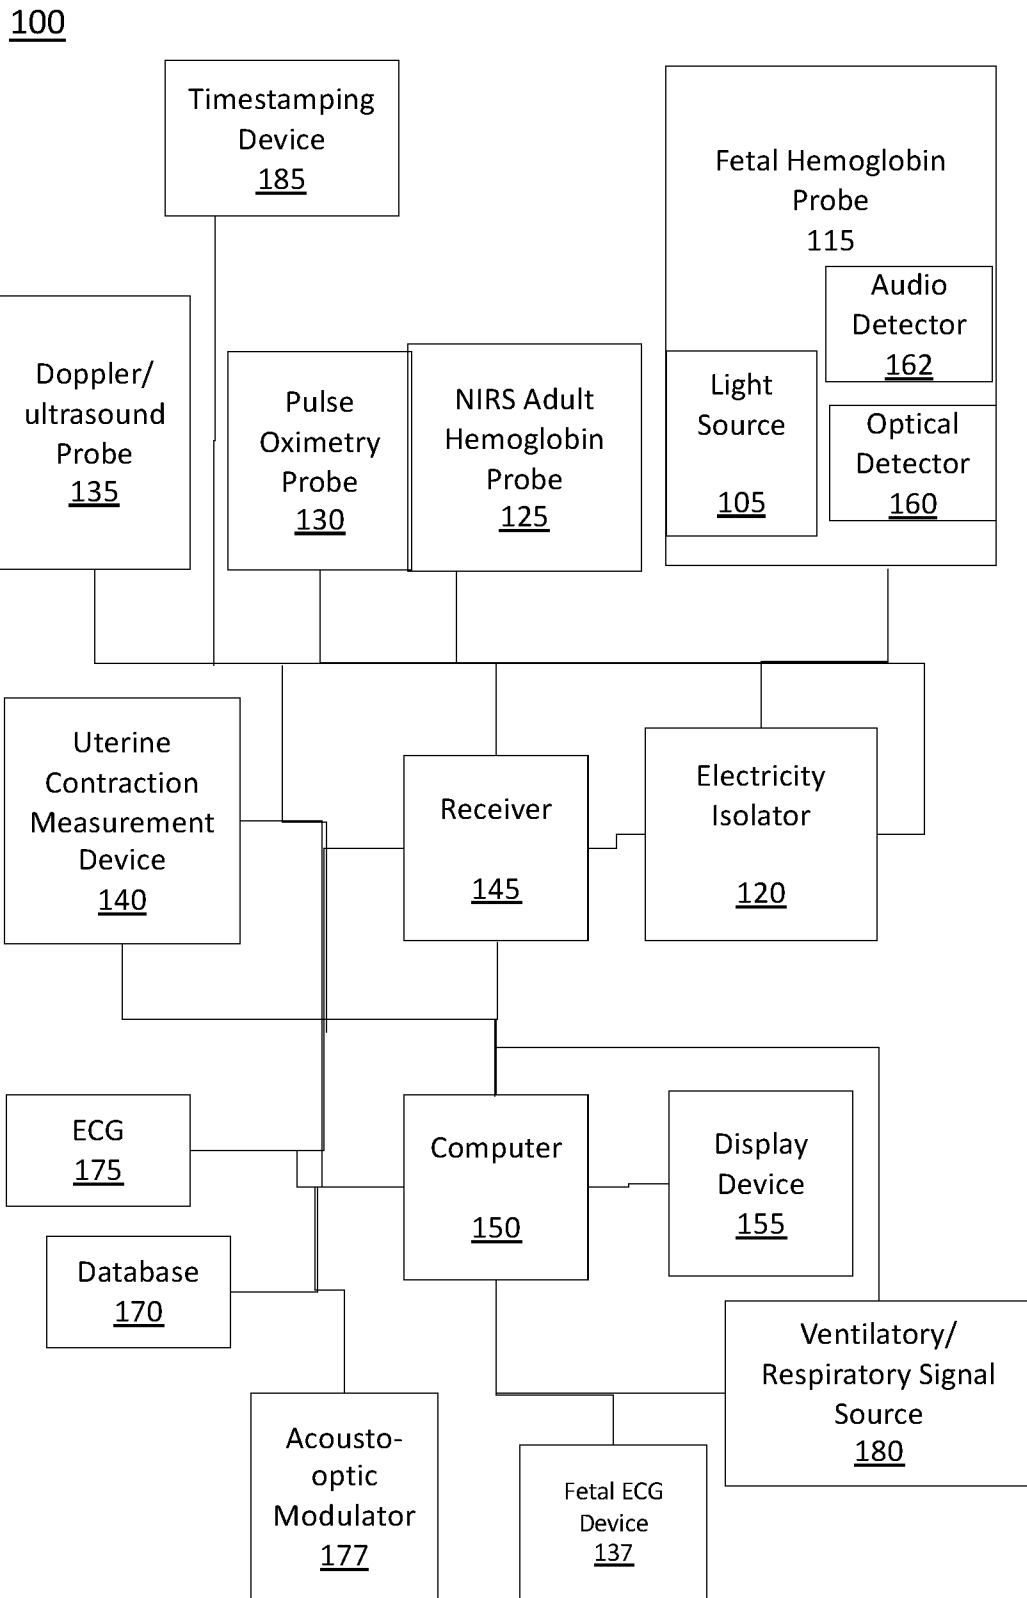 100
Timestamping
Device
185
Fetal Hemoglobin
Probe
115
Audio
Detector
162
Light
Source
105
Optical
Detector
160
Doppler/
ultrasound
Probe
135
Pulse
Oximetry
Probe
130
NIRS Adult
Hemoglobin
Probe
125
Uterine
Contraction
Measurement
Device
140
Receiver
145
Electricity
Isolator
120
ECG
175
Computer
150
Display
Device
155
Database
170
Ventilatory/
Respiratory Signal
Source
180
Acousto-
optic
Modulator
177
Fetal ECG
Device
137